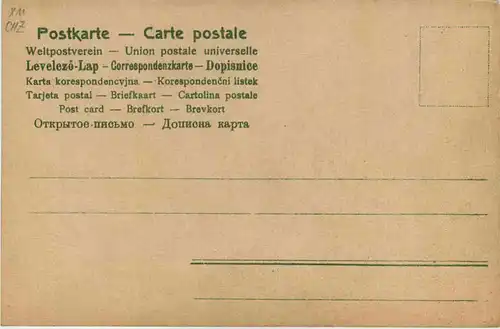 Postkarte — Carte postale
Weltpostverein — Union postale universelle
Levelező-Lap – Correspondenzkarte – Dopisnice
Karta korespondencyjna – Korespondenční lístek
Tarjeta postal — Briefkaart — Cartolina postale
Post card — Brefkort — Brevkort
Открытое-письмо — Дописна карта